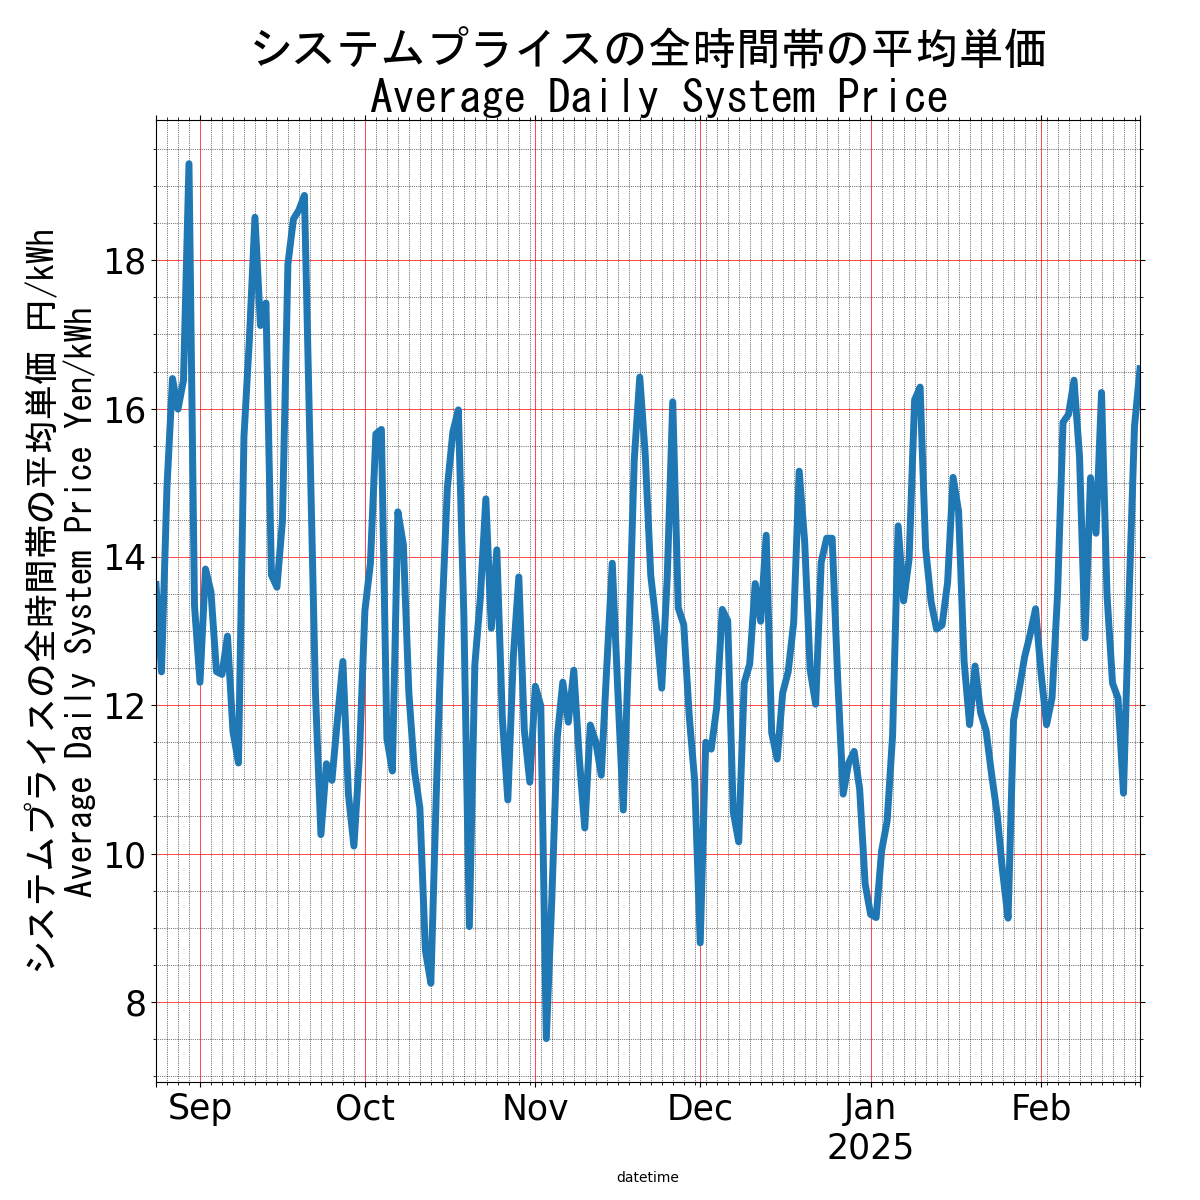 システムプライスの全時間帯の平均単価
Average Daily System Price
システムプライスの全時間帯の平均単価 円/kWh
Average Daily System Price Yen/kWh
18
16
14
12
10
8
Sep
Oct
Nov
Dec
Jan
2025
Feb
datetime